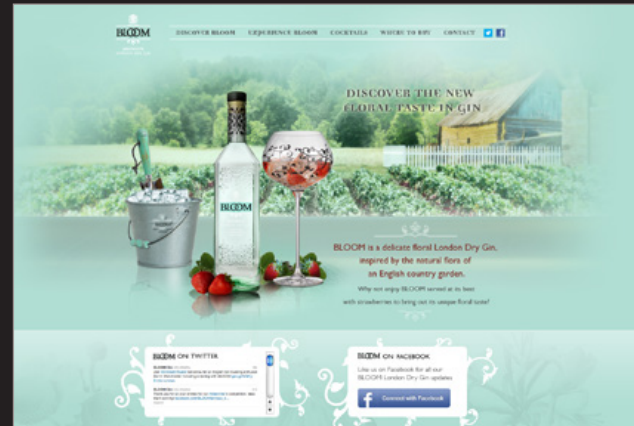 BLOOM
DISCOVER BLOOM EXPERIENCE BLOOM COCKTAILS WHERE TO BUY CONTACT
DISCOVER THE NEW
FLORAL TASTE IN GIN
BLOOM
BLOOM is a delicate floral London Dry Gin,
inspired by the natural flora of
an English country garden.
Why not enjoy BLOOM served at its best
with strawberries to bring out its unique floral taste?
BLOOM ON TWITTER
BLOOM ON FACEBOOK
Like us on Facebook for all our
BLOOM London Dry Gin updates
f Connect with Facebook